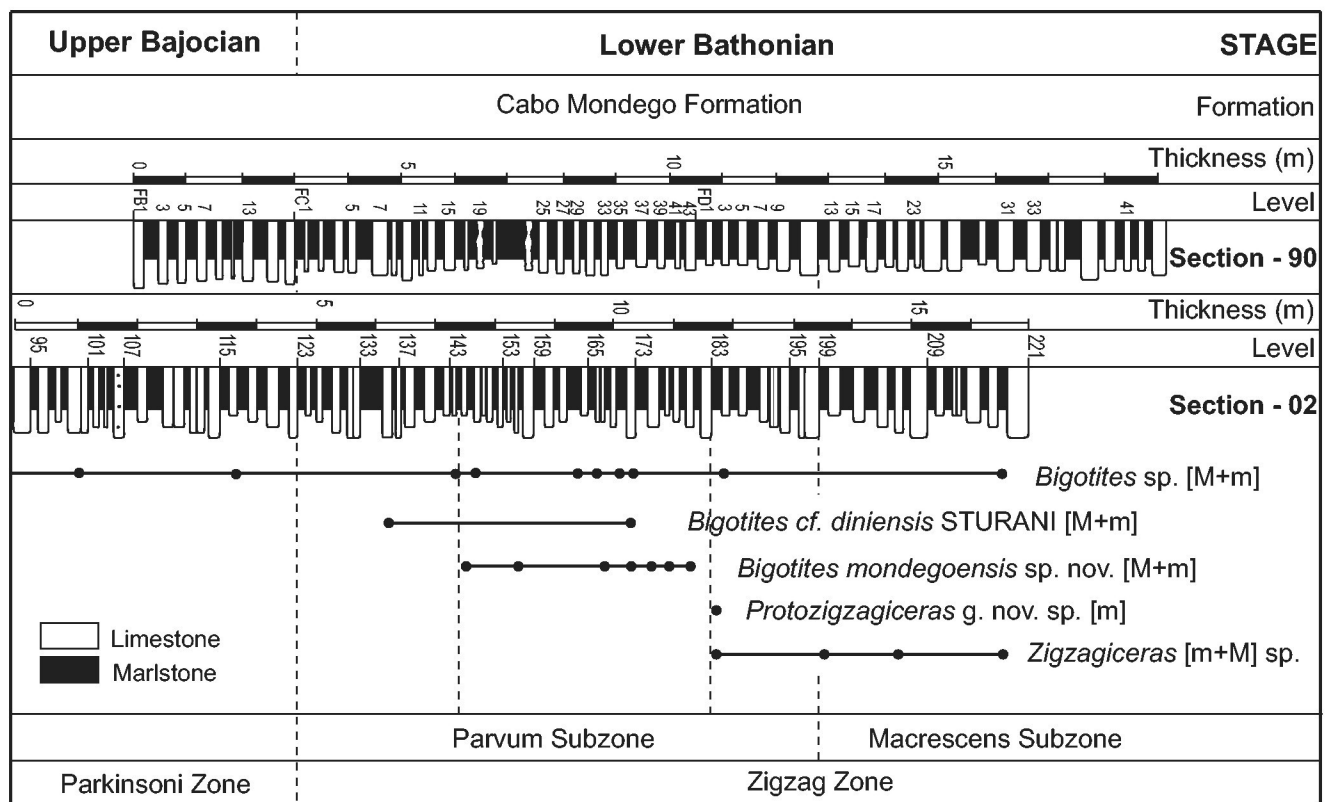 Upper Bajocian Lower Bathonian STAGE
Cabo Mondego Formation Formation
0 5 10 15 Thickness (m)
FB1 3 5 7 13 FC1 5 7 11 15 19 25 27 29 33 35 37 39 41 43 FD1 3 5 7 9 13 15 17 23 31 33 41 Level
Section - 90
0 5 10 15 Thickness (m)
95 101 107 115 123 133 137 143 153 159 165 173 183 195 199 209 221 Level
Section - 02
Bigotites sp. [M+m]
Bigotites cf. diniensis STURANI [M+m]
Bigotites mondegoensis sp. nov. [M+m]
Protozigzagiceras g. nov. sp. [m]
Limestone
Zigzagiceras [m+M] sp.
Marlstone
Parvum Subzone Macrescens Subzone
Parkinsoni Zone Zigzag Zone